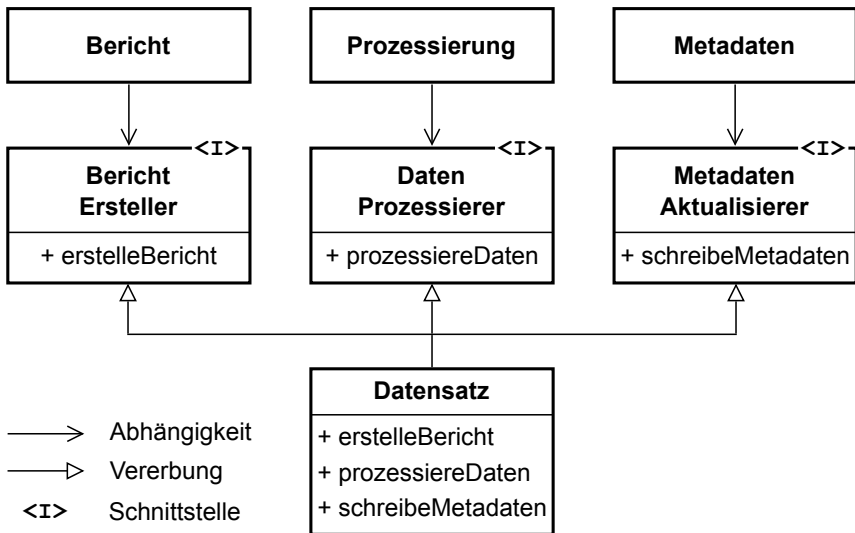 Bericht
Prozessierung
Metadaten
<I>
<I>
<I>
Bericht
Ersteller
Daten
Prozessierer
Metadaten
Aktualisierer
+ erstelleBericht
+ prozessiereDaten
+ schreibeMetadaten
Datensatz
+ erstelleBericht
+ prozessiereDaten
+ schreibeMetadaten
Abhängigkeit
Vererbung
<I> Schnittstelle